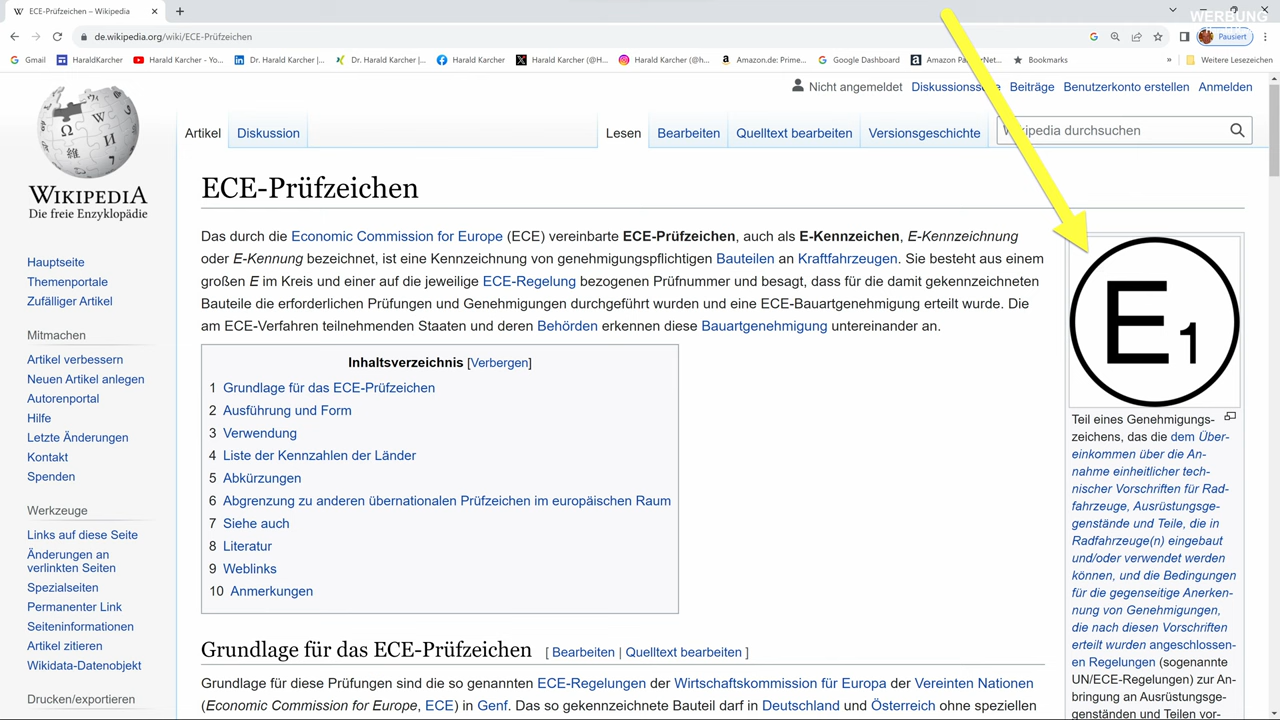 ECE-Prüfzeichen – Wikipedia
WERBUNG
de.wikipedia.org/wiki/ECE-Prüfzeichen
Pausiert
Gmail
HaraldKarcher
Harald Karcher - Yo...
Dr. Harald Karcher |...
Dr. Harald Karcher |...
Harald Karcher
Harald Karcher (@H...
Harald Karcher (@h...
Amazon.de: Prime...
Google Dashboard
Bookmarks
Weitere Lesezeichen
Nicht angemeldet Beiträge Benutzerkonto erstellen Anmelden
Artikel Diskussion Lesen Bearbeiten Quelltext bearbeiten Versionsgeschichte Wikipedia durchsuchen
WIKIPEDIA
Die freie Enzyklopädie
Hauptseite
Themenportale
Zufälliger Artikel
Mitmachen
Artikel verbessern
Neuen Artikel anlegen
Autorenportal
Hilfe
Letzte Änderungen
Kontakt
Spenden
Werkzeuge
Links auf diese Seite
Änderungen an
verlinkten Seiten
Spezialseiten
Permanenter Link
Seiteninformationen
Artikel zitieren
Wikidata-Datenobjekt
Drucken/exportieren
ECE-Prüfzeichen
Das durch die Economic Commission for Europe (ECE) vereinbarte ECE-Prüfzeichen, auch als E-Kennzeichen, E-Kennzeichnung
oder E-Kennung bezeichnet, ist eine Kennzeichnung von genehmigungspflichtigen Bauteilen an Kraftfahrzeugen. Sie besteht aus einem
großen E im Kreis und einer auf die jeweilige ECE-Regelung bezogenen Prüfnummer und besagt, dass für die damit gekennzeichneten
Bauteile die erforderlichen Prüfungen und Genehmigungen durchgeführt wurden und eine ECE-Bauartgenehmigung erteilt wurde. Die
am ECE-Verfahren teilnehmenden Staaten und deren Behörden erkennen diese Bauartgenehmigung untereinander an.
Inhaltsverzeichnis [Verbergen]
1 Grundlage für das ECE-Prüfzeichen
2 Ausführung und Form
3 Verwendung
4 Liste der Kennzahlen der Länder
5 Abkürzungen
6 Abgrenzung zu anderen übernationalen Prüfzeichen im europäischen Raum
7 Siehe auch
8 Literatur
9 Weblinks
10 Anmerkungen
Grundlage für das ECE-Prüfzeichen [ Bearbeiten | Quelltext bearbeiten ]
Grundlage für diese Prüfungen sind die so genannten ECE-Regelungen der Wirtschaftskommission für Europa der Vereinten Nationen
(Economic Commission for Europe, ECE) in Genf. Das so gekennzeichnete Bauteil darf in Deutschland und Österreich ohne speziellen
E1
Teil eines Genehmigungs-
zeichens, das die dem Über-
einkommen über die An-
nahme einheitlicher tech-
nischer Vorschriften für Rad-
fahrzeuge, Ausrüstungsge-
genstände und Teile, die in
Radfahrzeuge(n) eingebaut
und/oder verwendet werden
können, und die Bedingungen
für die gegenseitige Anerken-
nung von Genehmigungen,
die nach diesen Vorschriften
erteilt wurden angeschlossen-
en Regelungen (sogenannte
UN/ECE-Regelungen) zur An-
bringung an Ausrüstungsge-
genständen und Teilen vor-